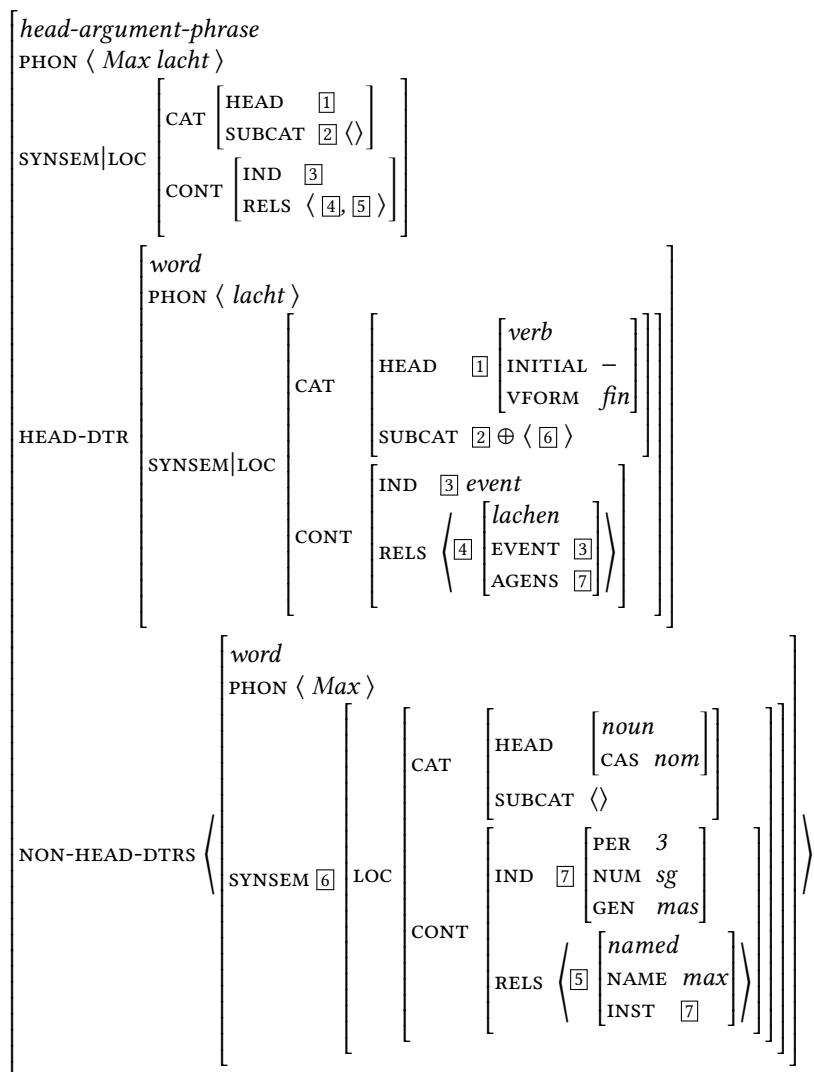 head-argument-phrase
PHON ⟨ Max lacht ⟩
SYNSEM|LOC [CAT [HEAD 1
SUBCAT 2 ⟨⟩]
CONT [IND 3
RELS ⟨ 4, 5 ⟩]]
HEAD-DTR [word
PHON ⟨ lacht ⟩
SYNSEM|LOC [CAT [HEAD 1 [verb
INITIAL –
VFORM fin]
SUBCAT 2 ⊕ ⟨ 6 ⟩]
CONT [IND 3 event
RELS ⟨4 [lachen
EVENT 3
AGENS 7]⟩]]]
NON-HEAD-DTRS ⟨[word
PHON ⟨ Max ⟩
SYNSEM 6 [LOC [CAT [HEAD [noun
CAS nom]
SUBCAT ⟨⟩]
CONT [IND 7 [PER 3
NUM sg
GEN mas]
RELS ⟨5 [named
NAME max
INST 7]⟩]]]]⟩